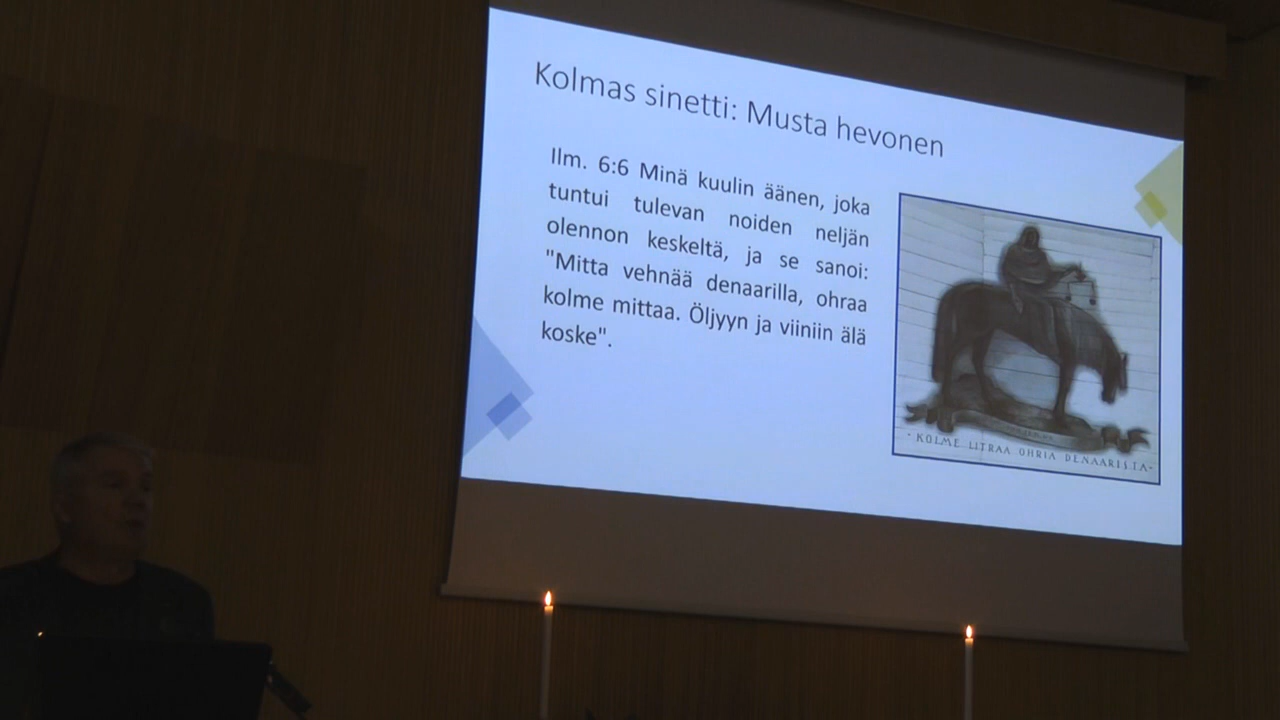 Kolmas sinetti: Musta hevonen
Ilm. 6:6 Minä kuulin äänen, joka
tuntui tulevan noiden neljän
olennon keskeltä, ja se sanoi:
"Mitta vehnää denaarilla, ohraa
kolme mittaa. Öljyyn ja viiniin älä
koske".
- KOLME LITRAA OHRIA DENAARISTA-